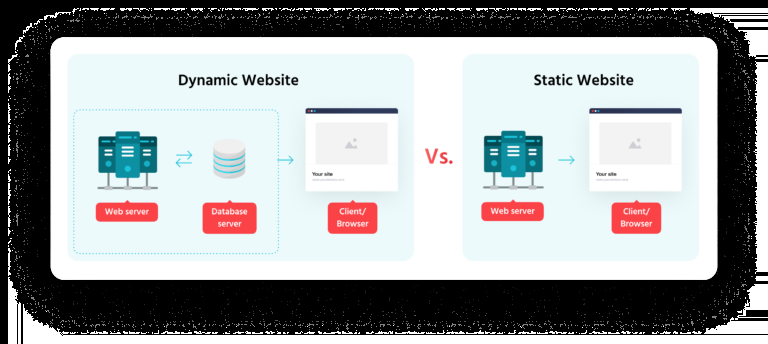 Dynamic Website
Static Website
Vs.
Your site
Your site
Web server
Database
server
Client/
Browser
Web server
Client/
Browser